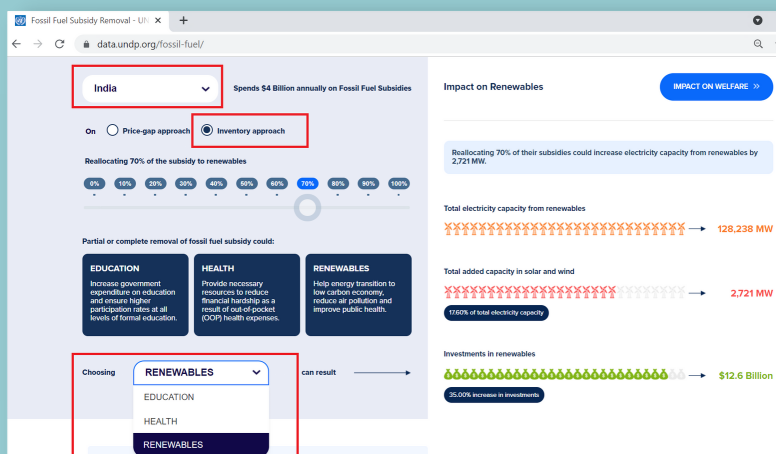 Fossil Fuel Subsidy Removal - UN
data.undp.org/fossil-fuel/
India
Spends $4 Billion annually on Fossil Fuel Subsidies
On
Price-gap approach
Inventory approach
Reallocating 70% of the subsidy to renewables
0% 10% 20% 30% 40% 50% 60% 70% 80% 90% 100%
Partial or complete removal of fossil fuel subsidy could:
EDUCATION
Increase government
expenditure on education
and ensure higher
participation rates at all
levels of formal education.
HEALTH
Provide necessary
resources to reduce
financial hardship as a
result of out-of-pocket
(OOP) health expenses.
RENEWABLES
Help energy transition to
low carbon economy,
reduce air pollution and
improve public health.
Choosing
RENEWABLES
can result
EDUCATION
HEALTH
RENEWABLES
Impact on Renewables
IMPACT ON WELFARE »
Reallocating 70% of their subsidies could increase electricity capacity from renewables by
2,721 MW.
Total electricity capacity from renewables
128,238 MW
Total added capacity in solar and wind
2,721 MW
17.60% of total electricity capacity
Investments in renewables
$12.6 Billion
35.00% increase in investments